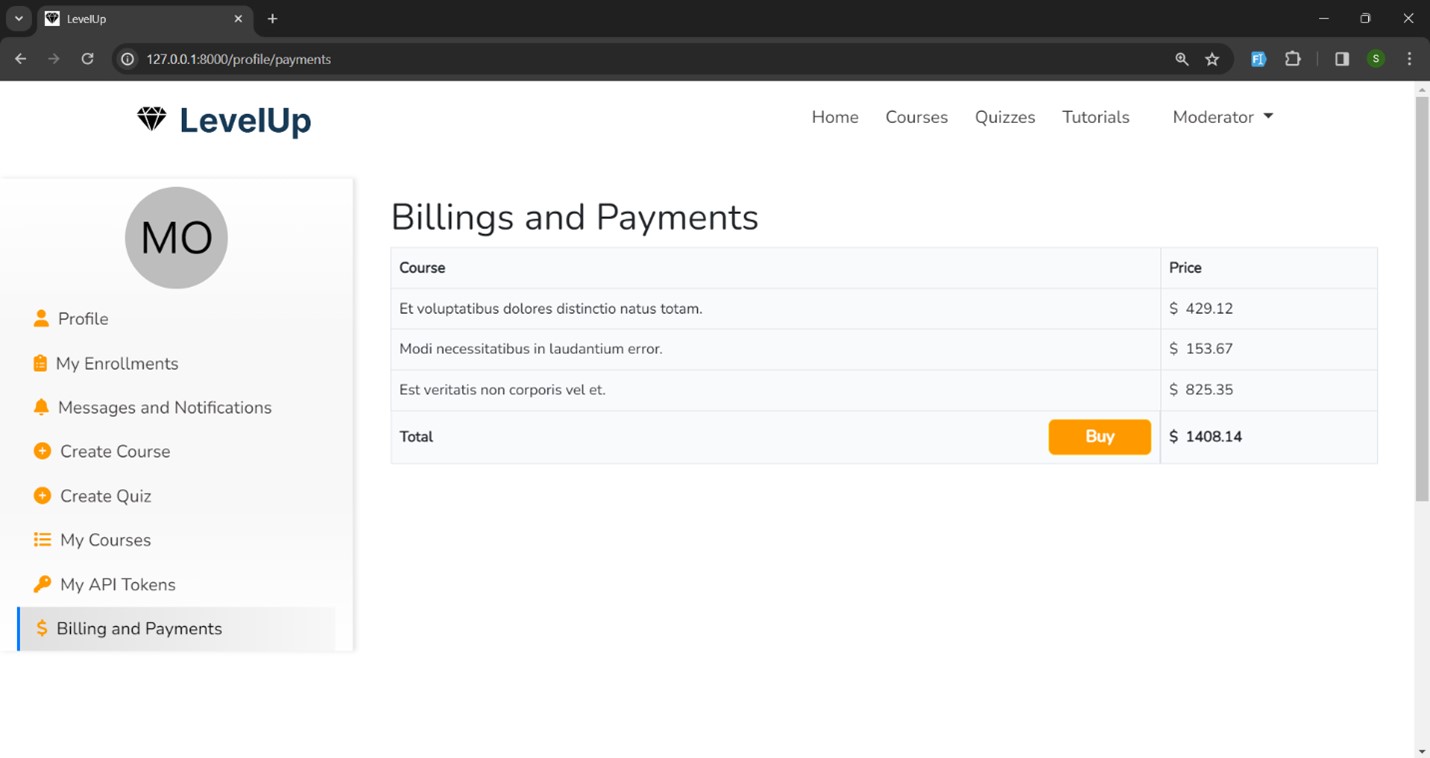 LevelUp
127.0.0.1:8000/profile/payments
S
LevelUp
Home Courses Quizzes Tutorials Moderator
MO
Profile
My Enrollments
Messages and Notifications
Create Course
Create Quiz
My Courses
My API Tokens
$ Billing and Payments
Billings and Payments
Course Price
Et voluptatibus dolores distinctio natus totam. $ 429.12
Modi necessitatibus in laudantium error. $ 153.67
Est veritatis non corporis vel et. $ 825.35
Total Buy $ 1408.14